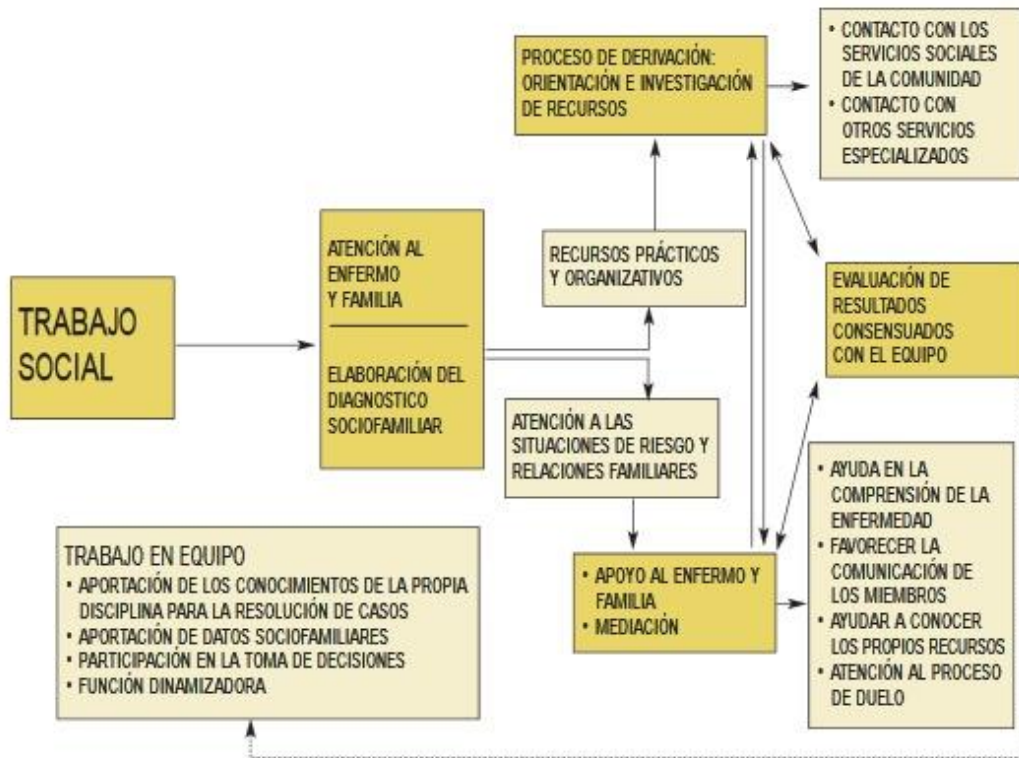 TRABAJO
SOCIAL
ATENCIÓN AL
ENFERMO
Y FAMILIA
ELABORACIÓN DEL
DIAGNOSTICO
SOCIOFAMILIAR
PROCESO DE DERIVACIÓN:
ORIENTACIÓN E INVESTIGACIÓN
DE RECURSOS
• CONTACTO CON LOS
SERVICIOS SOCIALES
DE LA COMUNIDAD
• CONTACTO CON
OTROS SERVICIOS
ESPECIALIZADOS
RECURSOS PRÁCTICOS
Y ORGANIZATIVOS
EVALUACIÓN DE
RESULTADOS
CONSENSUADOS
CON EL EQUIPO
ATENCIÓN A LAS
SITUACIONES DE RIESGO Y
RELACIONES FAMILIARES
• APOYO AL ENFERMO Y
FAMILIA
• MEDIACIÓN
• AYUDA EN LA
COMPRENSIÓN DE LA
ENFERMEDAD
• FAVORECER LA
COMUNICACIÓN DE
LOS MIEMBROS
• AYUDAR A CONOCER
LOS PROPIOS RECURSOS
• ATENCIÓN AL PROCESO
DE DUELO
TRABAJO EN EQUIPO
• APORTACIÓN DE LOS CONOCIMIENTOS DE LA PROPIA
DISCIPLINA PARA LA RESOLUCIÓN DE CASOS
• APORTACIÓN DE DATOS SOCIOFAMILIARES
• PARTICIPACIÓN EN LA TOMA DE DECISIONES
• FUNCIÓN DINAMIZADORA